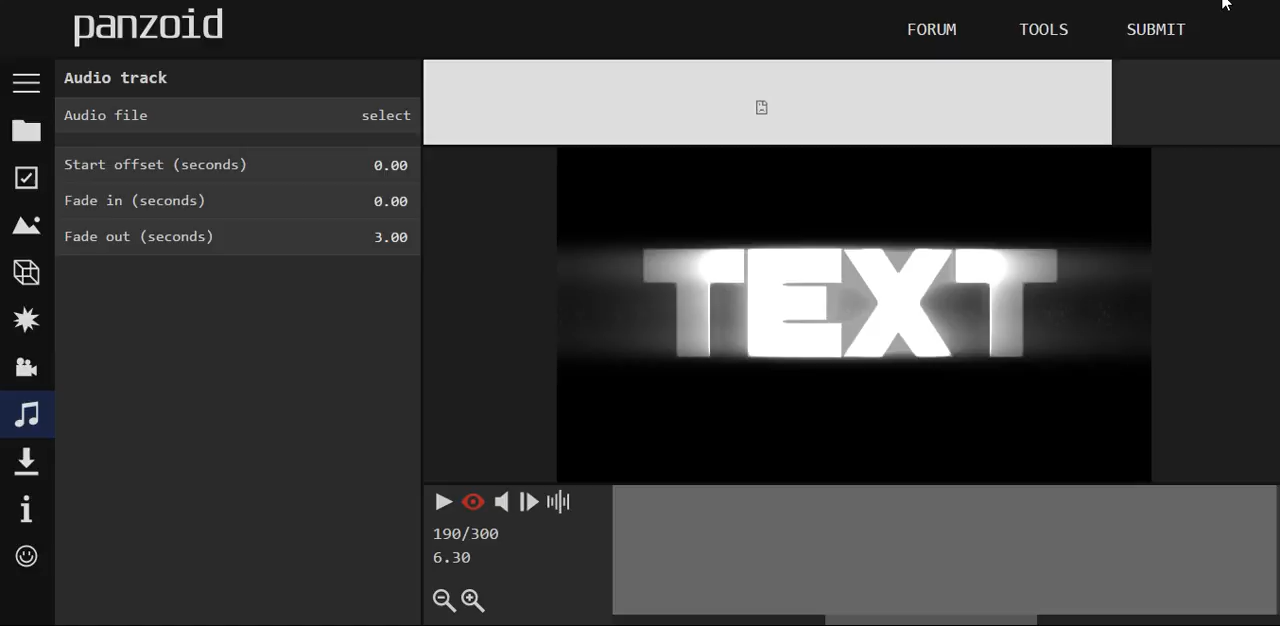 panzoid
FORUM TOOLS SUBMIT
Audio track
Audio file select
Start offset (seconds) 0.00
Fade in (seconds) 0.00
Fade out (seconds) 3.00
TEXT
190/300
6.30